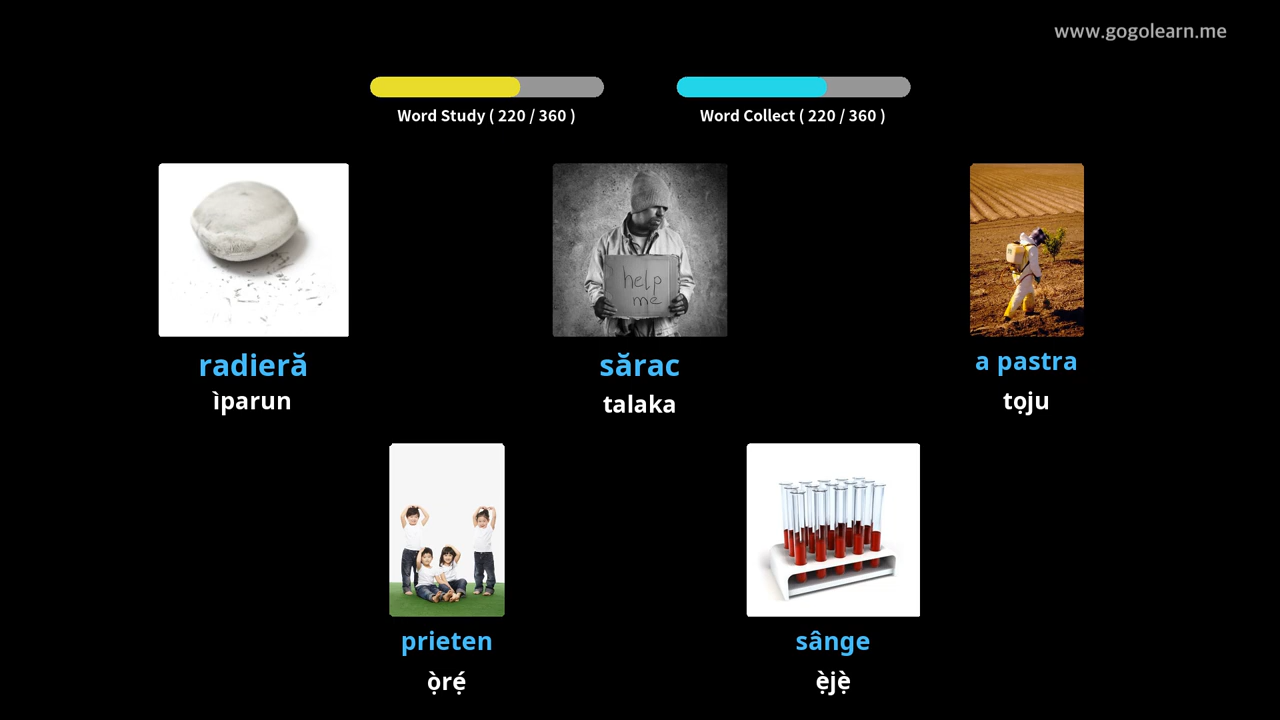 www.gogolearn.me
Word Study ( 220 / 360 )
Word Collect ( 220 / 360 )
help
me
radieră
ìparun
sărac
talaka
a pastra
tọju
prieten
ọ̀rẹ́
sânge
ẹ̀jẹ̀